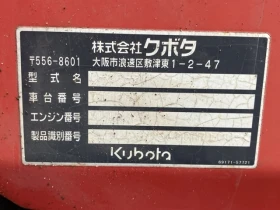 株式会社クボタ
〒556-8601 大阪市浪速区敷津東1-2-47
型式名
車台番号
エンジン番号
製品識別番号
Kubota